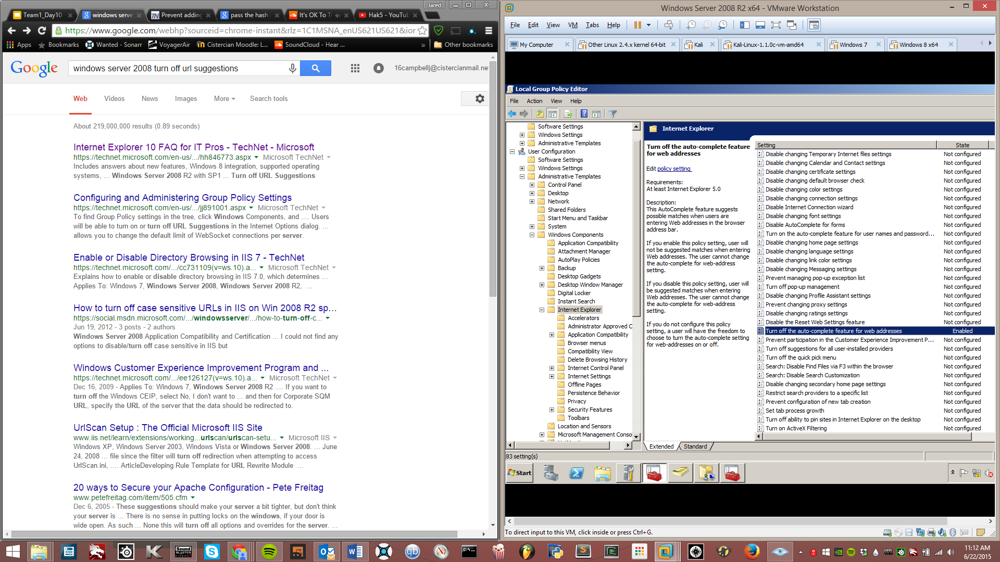 Team1_Day10
windows serve
Prevent adding
pass the hash
It's OK To T
Hak5 - YouTub
Jared
https://www.google.com/webhp?sourceid=chrome-instant&rlz=1C1MSNA_enUS621US621&ion
Apps
Bookmarks
Wanted - Sonarr
VoyagerAir
Cistercian Moodle: L...
SoundCloud - Hear ...
»
Other bookmarks
Google
windows server 2008 turn off url suggestions
16campbellj@cistercianmail.ne
Web
Videos
News
Images
More
Search tools
About 219,000,000 results (0.89 seconds)
Internet Explorer 10 FAQ for IT Pros - TechNet - Microsoft
https://technet.microsoft.com/en-us/.../hh846773.aspx Microsoft TechNet
Includes answers about new features, Windows 8 integration, supported operating
systems, ... Windows Server 2008 R2 with SP1 ... Turn off URL Suggestions
Configuring and Administering Group Policy Settings
https://technet.microsoft.com/en-us/.../jj891001.aspx Microsoft TechNet
To find Group Policy settings in the tree, click Windows Components, and .... Users
will be able to turn on or turn off URL Suggestions in the Internet Options dialog. ...
allows you to change the default limit of WebSocket connections per server.
Enable or Disable Directory Browsing in IIS 7 - TechNet
https://technet.microsoft.com/.../cc731109(v=ws.10).a... Microsoft TechNet
Explains how to enable or disable directory browsing in IIS 7.0, which determines ...
Applies To: Windows 7, Windows Server 2008, Windows Server 2008 R2, ...
How to turn off case sensitive URLs in IIS on Win 2008 R2 sp...
https://social.msdn.microsoft.com/.../windowsserver/.../how-to-turn-off-c...
Jun 19, 2012 - 3 posts - 2 authors
Windows Server 2008 Application Compatibility and Certification ... I could not find any
options to disable/turn off case sensitive in IIS but
Windows Customer Experience Improvement Program and ...
https://technet.microsoft.com/.../ee126127(v=ws.10).a... Microsoft TechNet
Dec 16, 2009 - Applies To: Windows 7, Windows Server 2008 R2 .... If you want to
turn off the Windows CEIP, select No, I don't want to ... and then for Corporate SQM
URL, specify the URL of the server that the data should be redirected to.
UrlScan Setup : The Official Microsoft IIS Site
www.iis.net/learn/extensions/working...urlscan/urlscan-setu... Microsoft IIS
Windows XP, Windows Server 2003, Windows Vista or Windows Server 2008. ... June
24, 2008 ... file since the filter will turn off redirection when attempting to access
UrlScan.ini, .... ArticleDeveloping Rule Template for URL Rewrite Module ...
20 ways to Secure your Apache Configuration - Pete Freitag
www.petefreitag.com/item/505.cfm
Dec 6, 2005 - These suggestions should make your server a bit tighter, but don't think
your server is ... There is no sense in putting locks on the windows, if your door is
wide open. As such ... None this will turn off all options and overrides for the server. ...
Windows Server 2008 R2 x64 - VMware Workstation
File Edit View VM Tabs Help
My Computer
Other Linux 2.4.x kernel 64-bit
Kali
Kali-Linux-1.1.0c-vm-amd64
Windows 7
Windows 8 x64
Local Group Policy Editor
File Action View Help
Software Settings
Windows Settings
Administrative Templates
User Configuration
Software Settings
Windows Settings
Administrative Templates
Control Panel
Desktop
Network
Shared Folders
Start Menu and Taskbar
System
Windows Components
Application Compatibility
Attachment Manager
AutoPlay Policies
Backup
Desktop Gadgets
Desktop Window Manager
Digital Locker
Instant Search
Internet Explorer
Accelerators
Administrator Approved C
Application Compatibility
Browser menus
Compatibility View
Delete Browsing History
Internet Control Panel
Internet Settings
Offline Pages
Persistence Behavior
Privacy
Security Features
Toolbars
Location and Sensors
Microsoft Management Conso
Internet Explorer
Turn off the auto-complete feature
for web addresses
Edit policy setting
Requirements:
At least Internet Explorer 5.0
Description:
This AutoComplete feature suggests
possible matches when users are
entering Web addresses in the browser
address bar.
If you enable this policy setting, user will
not be suggested matches when entering
Web addresses. The user cannot change
the auto-complete for web-address
setting.
If you disable this policy setting, user will
be suggested matches when entering
Web addresses. The user cannot change
the auto-complete for web-address
setting.
If you do not configure this policy
setting, a user will have the freedom to
choose to turn the auto-complete setting
for web-addresses on or off.
Setting State
Disable changing Temporary Internet files settings Not configured
Disable changing Calendar and Contact settings Not configured
Disable changing certificate settings Not configured
Disable changing default browser check Not configured
Disable changing color settings Not configured
Disable changing connection settings Not configured
Disable Internet Connection wizard Not configured
Disable changing font settings Not configured
Disable AutoComplete for forms Not configured
Turn on the auto-complete feature for user names and password... Not configured
Disable changing home page settings Not configured
Disable changing language settings Not configured
Disable changing link color settings Not configured
Disable changing Messaging settings Not configured
Prevent managing pop-up exception list Not configured
Turn off pop-up management Not configured
Disable changing Profile Assistant settings Not configured
Prevent changing proxy settings Not configured
Disable changing ratings settings Not configured
Disable the Reset Web Settings feature Not configured
Turn off the auto-complete feature for web addresses Enabled
Prevent participation in the Customer Experience Improvement P... Not configured
Turn off suggestions for all user-installed providers Not configured
Turn off the quick pick menu Not configured
Search: Disable Find Files via F3 within the browser Not configured
Search: Disable Search Customization Not configured
Disable changing secondary home page settings Not configured
Restrict search providers to a specific list Not configured
Prevent configuration of new tab creation Not configured
Set tab process growth Not configured
Turn off ability to pin sites in Internet Explorer on the desktop Not configured
Turn on ActiveX Filtering Not configured
Extended Standard
83 setting(s)
Start
To direct input to this VM, click inside or press Ctrl+G.
11:12 AM
6/22/2015